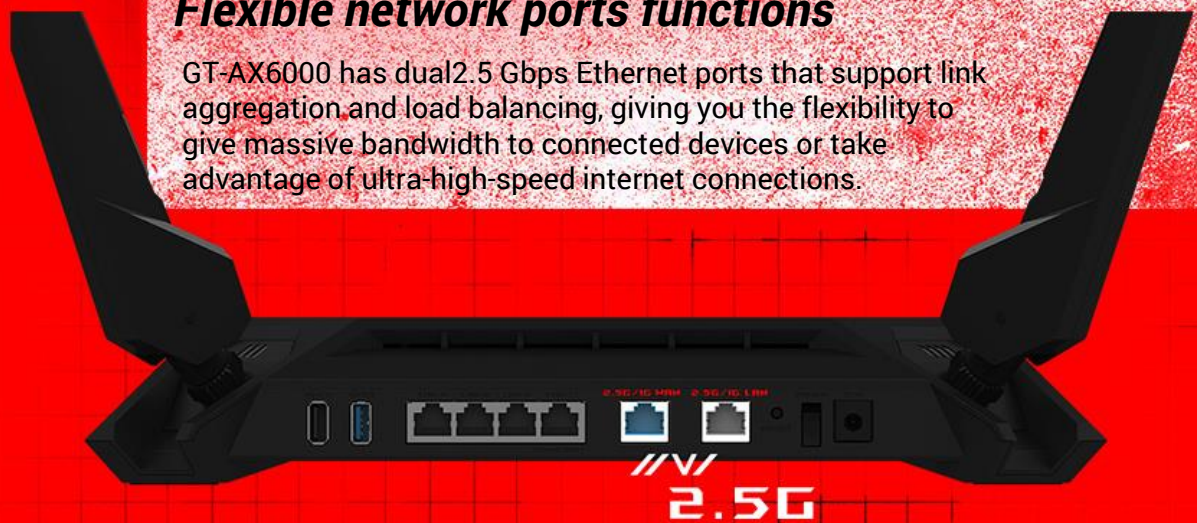 Flexible network ports functions
GT-AX6000 has dual2.5 Gbps Ethernet ports that support link
aggregation and load balancing, giving you the flexibility to
give massive bandwidth to connected devices or take
advantage of ultra-high-speed internet connections.
2.5G/1G WAN 2.5G/1G LAN
2.5G